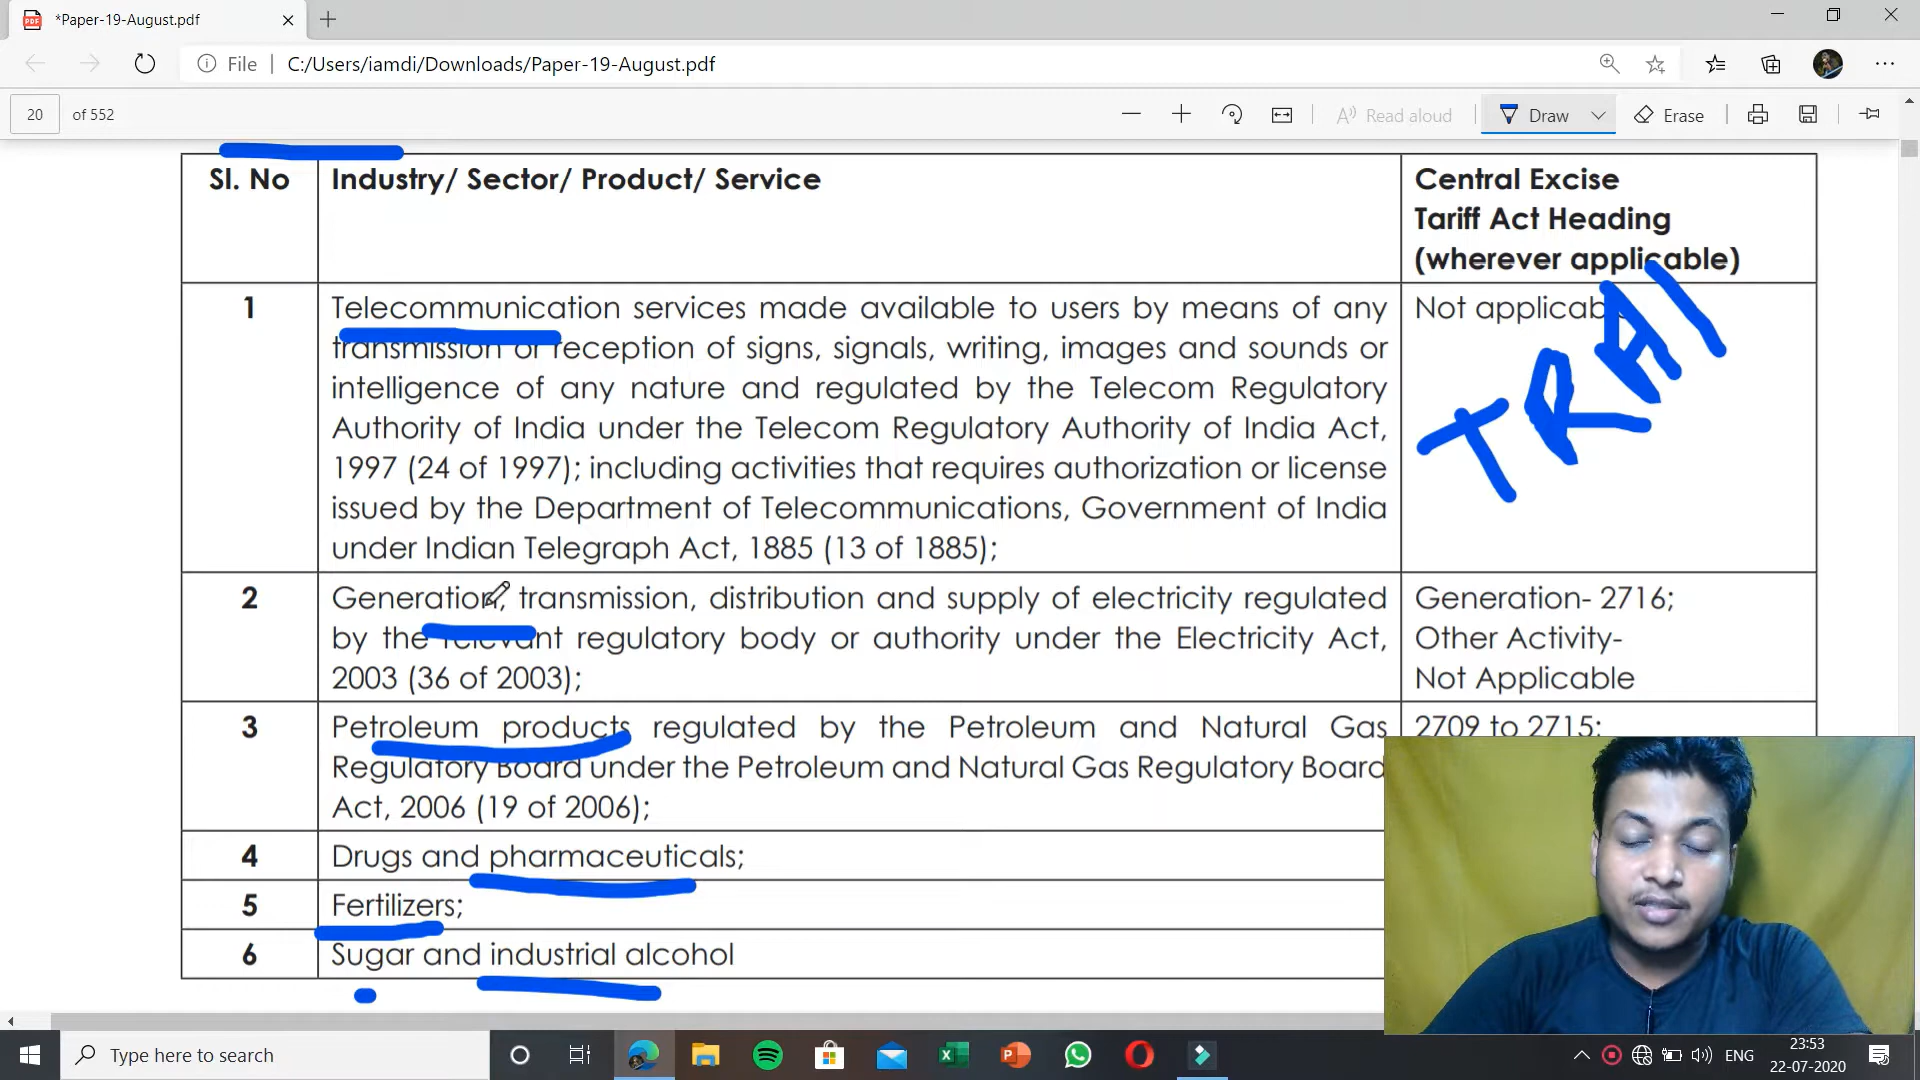 *Paper-19-August.pdf
File
C:/Users/iamdi/Downloads/Paper-19-August.pdf
20 of 552
Read aloud
Draw
Erase
Sl. No
Industry/ Sector/ Product/ Service
Central Excise
Tariff Act Heading
(wherever applicable)
1
Telecommunication services made available to users by means of any
transmission or reception of signs, signals, writing, images and sounds or
intelligence of any nature and regulated by the Telecom Regulatory
Authority of India under the Telecom Regulatory Authority of India Act,
1997 (24 of 1997); including activities that requires authorization or license
issued by the Department of Telecommunications, Government of India
under Indian Telegraph Act, 1885 (13 of 1885);
Not applicab
TRAI
2
Generation, transmission, distribution and supply of electricity regulated
by the relevant regulatory body or authority under the Electricity Act,
2003 (36 of 2003);
Generation- 2716;
Other Activity-
Not Applicable
3
Petroleum products regulated by the Petroleum and Natural Gas
Regulatory Board under the Petroleum and Natural Gas Regulatory Board
Act, 2006 (19 of 2006);
2709 to 2715;
4
Drugs and pharmaceuticals;
5
Fertilizers;
6
Sugar and industrial alcohol
Type here to search
ENG
23:53
22-07-2020